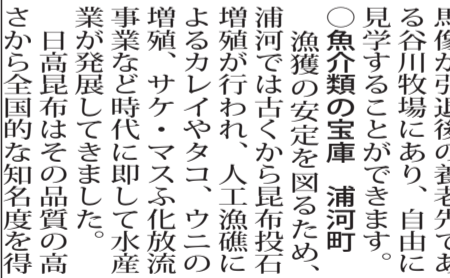 馬像が引退後の養老先であ
る谷川牧場にあり、自由に
見学することができます。
○魚介類の宝庫　浦河町
漁獲の安定を図るため、
浦河では古くから昆布投石
増殖が行われ、人工漁礁に
よるカレイやタコ、ウニの
増殖、サケ・マスふ化放流
事業など時代に即して水産
業が発展してきました。
日高昆布はその品質の高
さから全国的な知名度を得